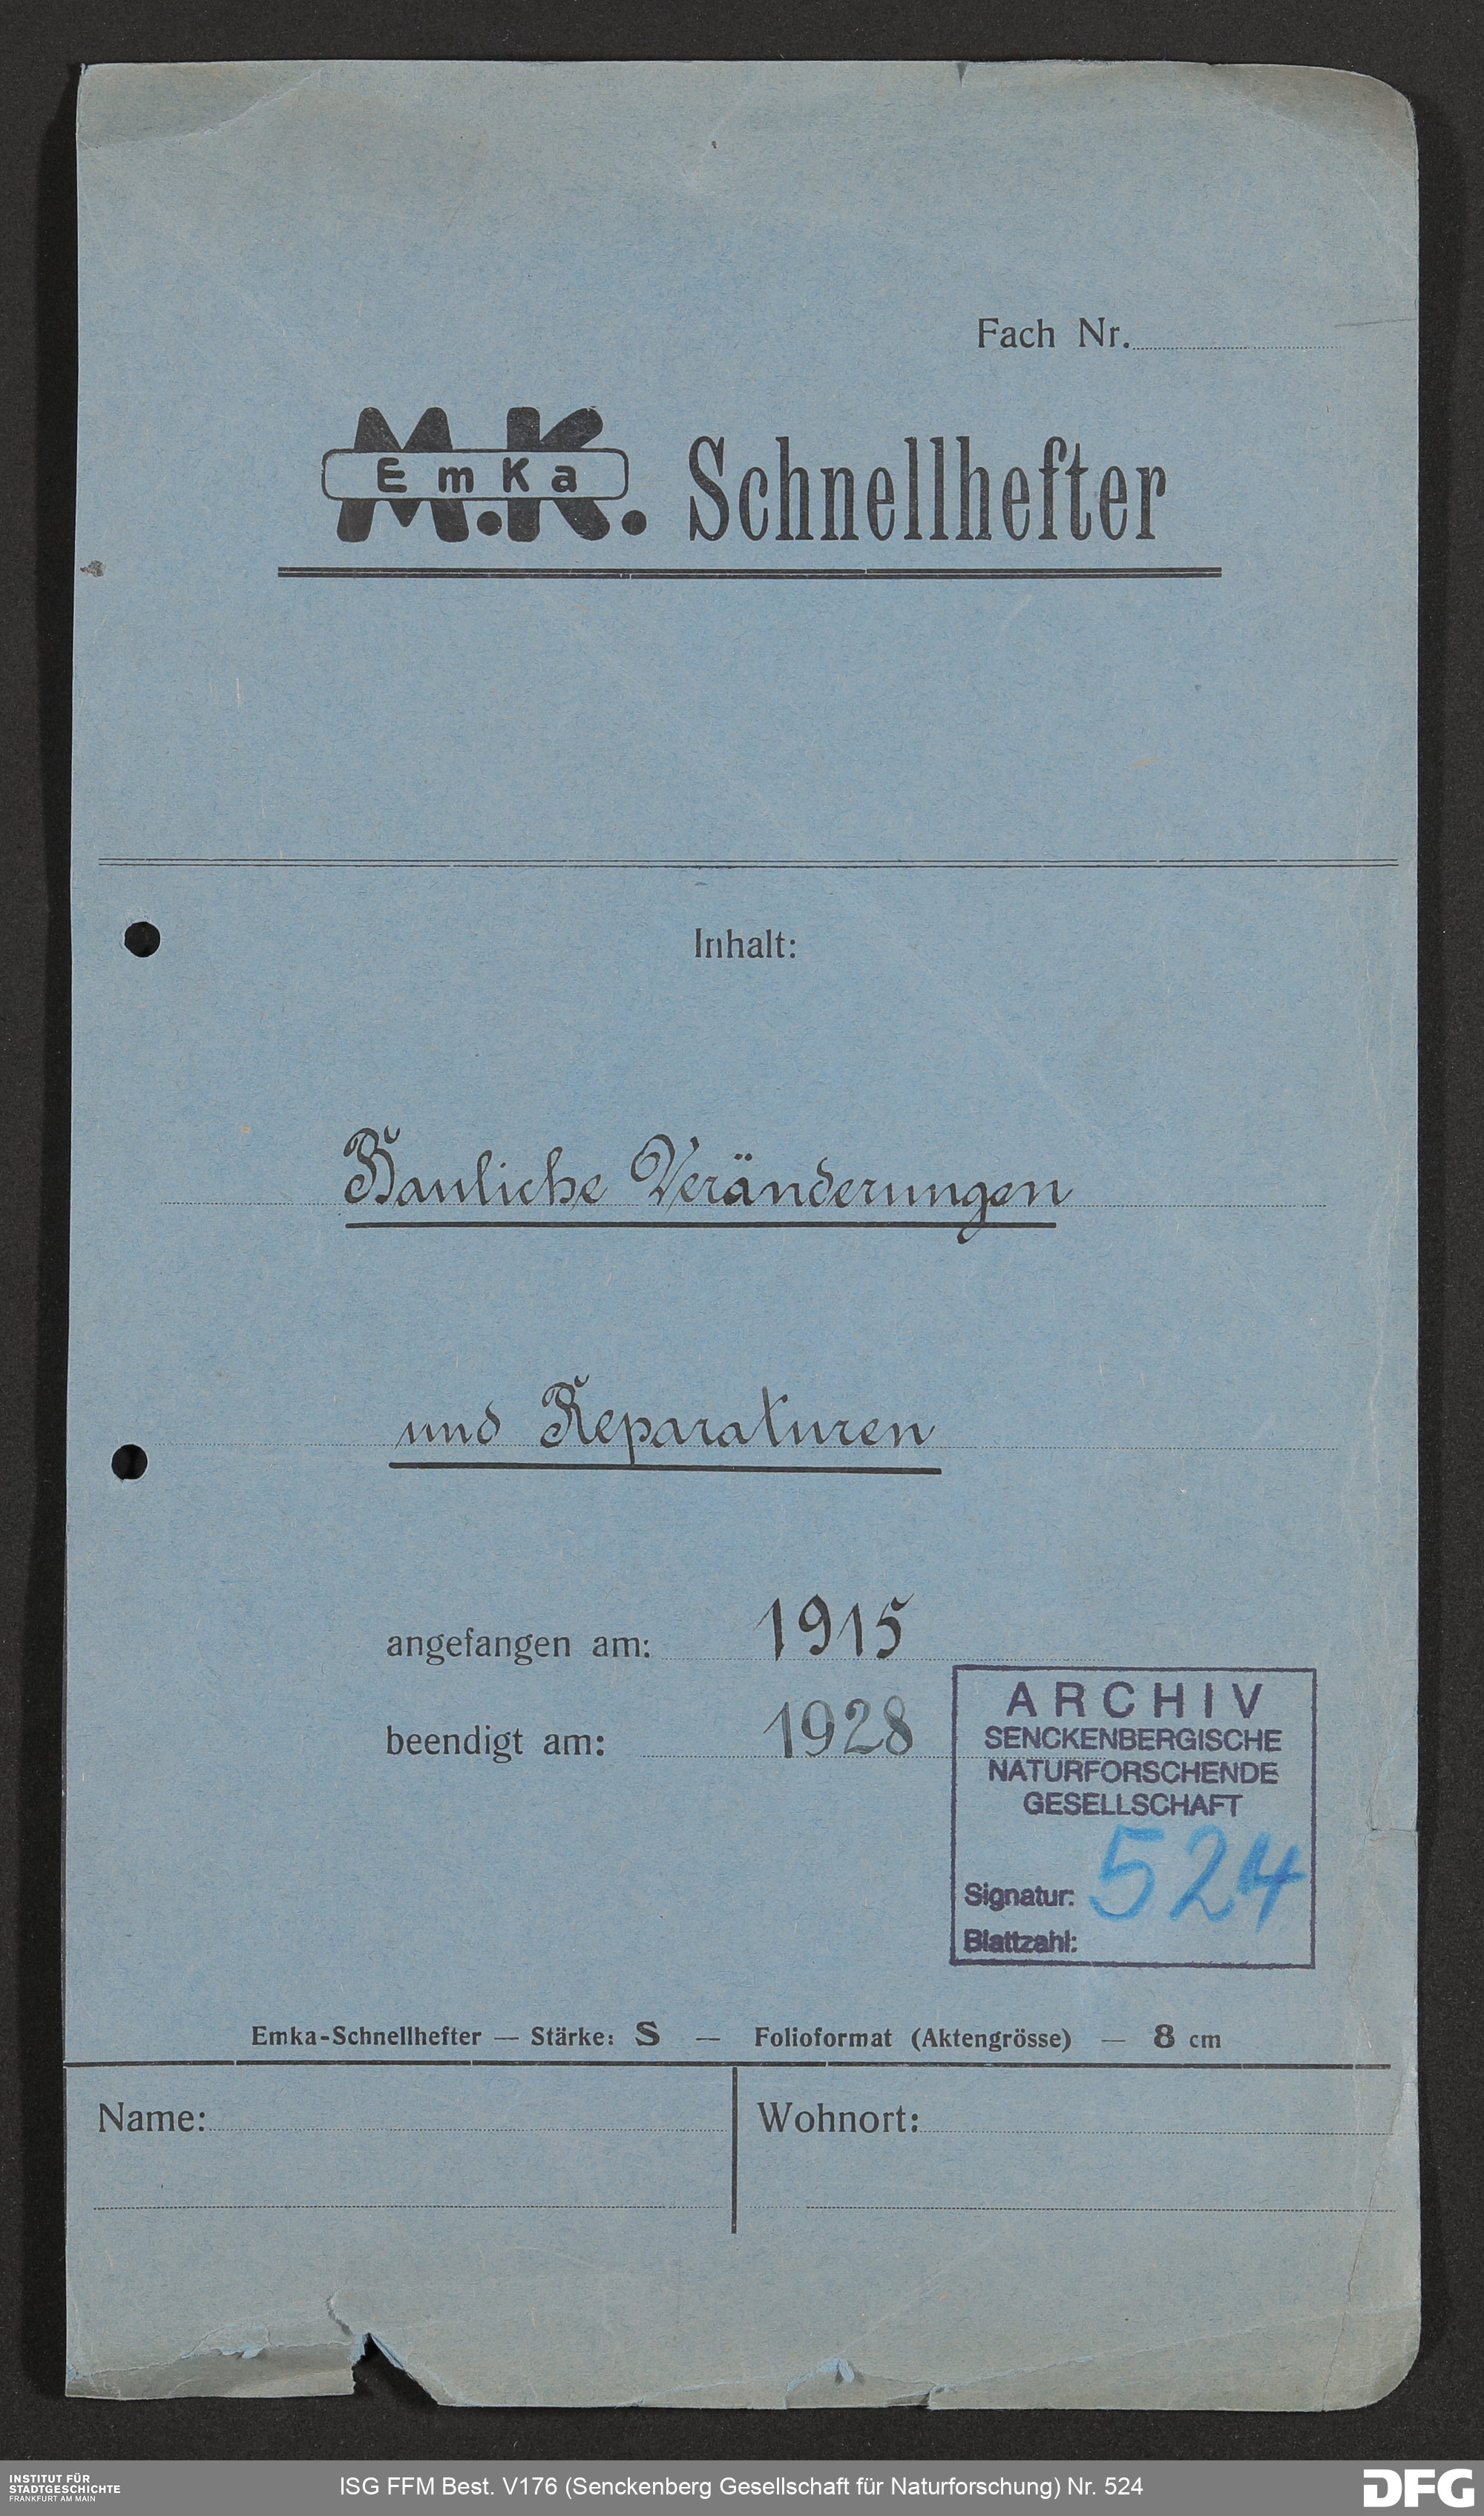 Fach Nr.
M.K. EmKa Schnellhefter
Inhalt:
Bauliche Veränderungen
und Reparaturen
angefangen am: 1915
beendigt am: 1928
ARCHIV
SENCKENBERGISCHE
NATURFORSCHENDE
GESELLSCHAFT
Signatur: 524
Blattzahl:
Emka-Schnellhefter — Stärke: S — Folioformat (Aktengrösse) — 8 cm
Name: Wohnort:
INSTITUT FÜR
STADTGESCHICHTE
FRANKFURT AM MAIN
ISG FFM Best. V176 (Senckenberg Gesellschaft für Naturforschung) Nr. 524
DFG